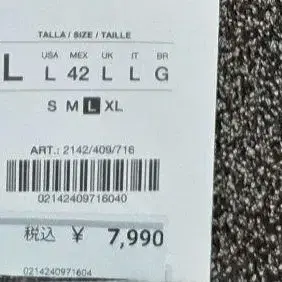 TALLA / SIZE / TAILLE
USA MEX UK IT BR
L L 42 L L G
S M L XL
ART.: 2142/409/716
02142409716040
税込 ¥ 7,990
0214240971604